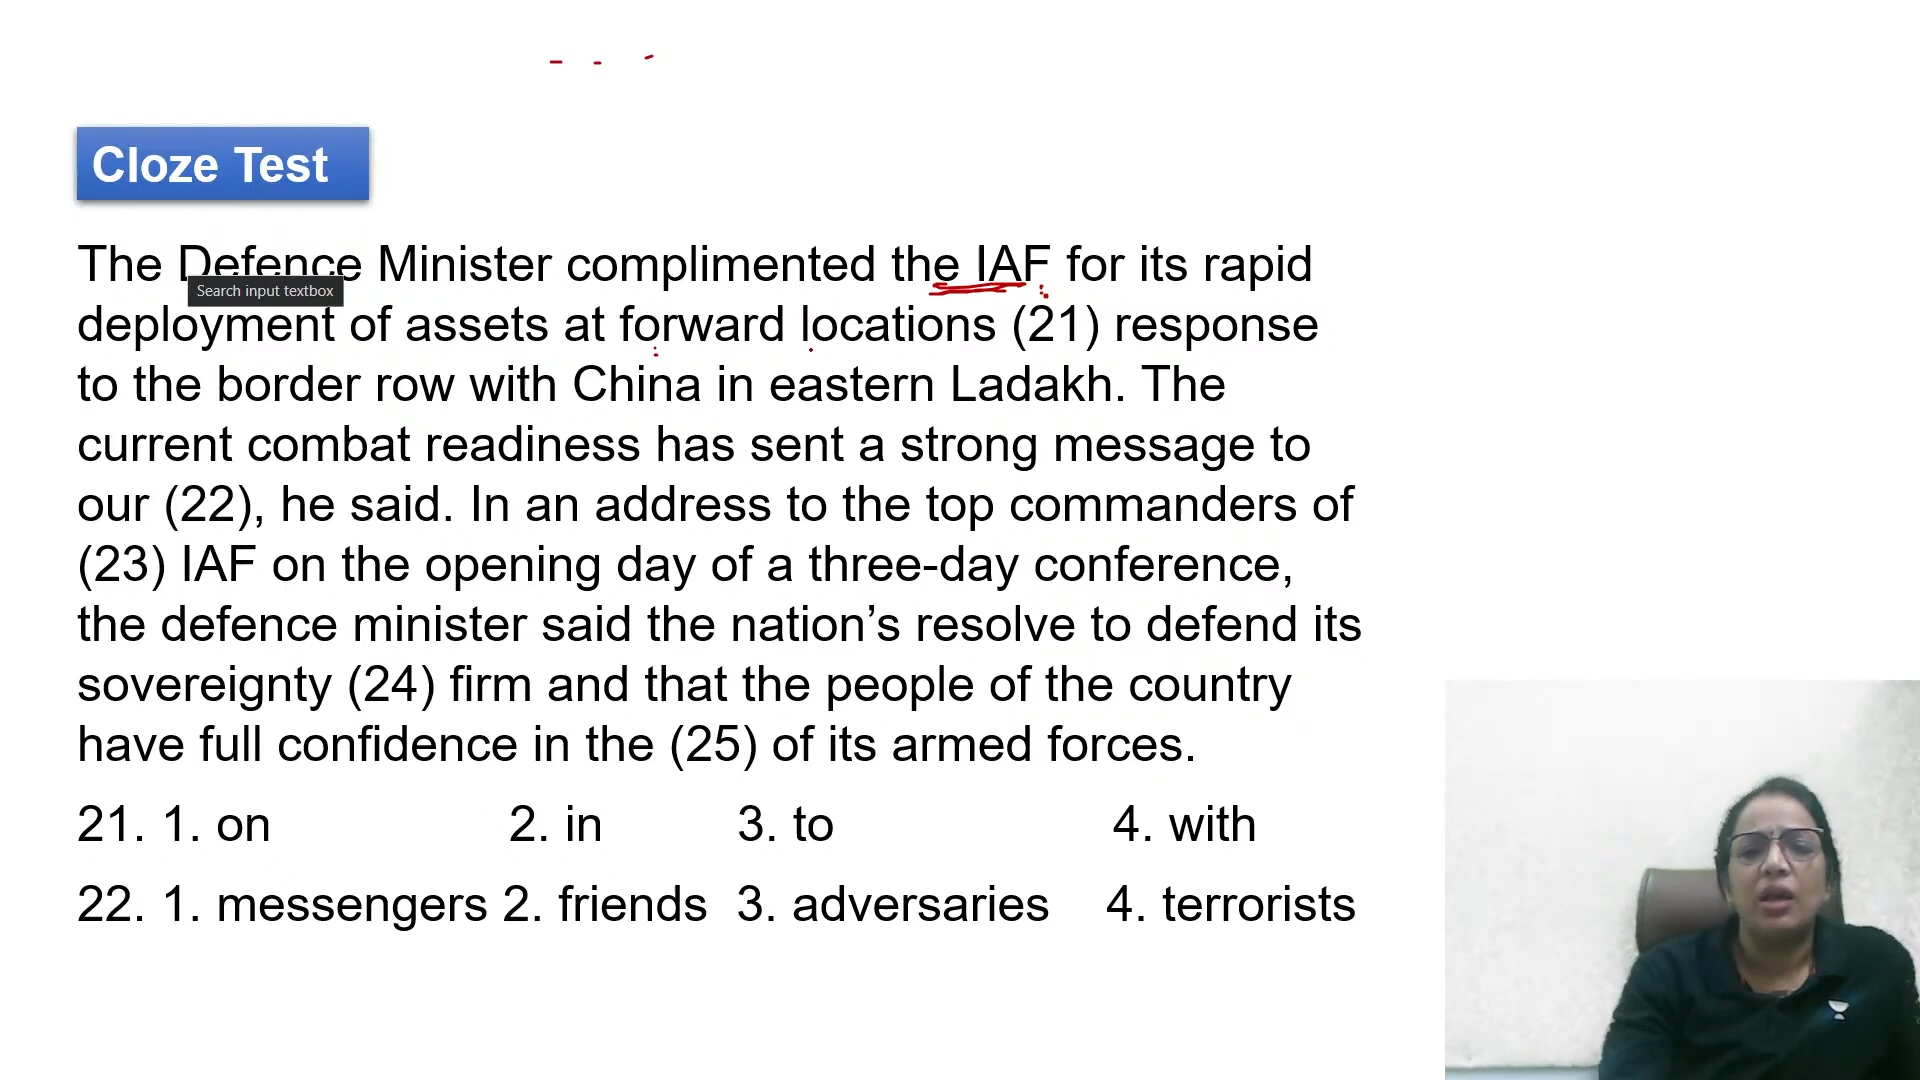 Cloze Test
The Defence Minister complimented the IAF for its rapid
Search input textbox
deployment of assets at forward locations (21) response
to the border row with China in eastern Ladakh. The
current combat readiness has sent a strong message to
our (22), he said. In an address to the top commanders of
(23) IAF on the opening day of a three-day conference,
the defence minister said the nation’s resolve to defend its
sovereignty (24) firm and that the people of the country
have full confidence in the (25) of its armed forces.
21. 1. on 2. in 3. to 4. with
22. 1. messengers 2. friends 3. adversaries 4. terrorists